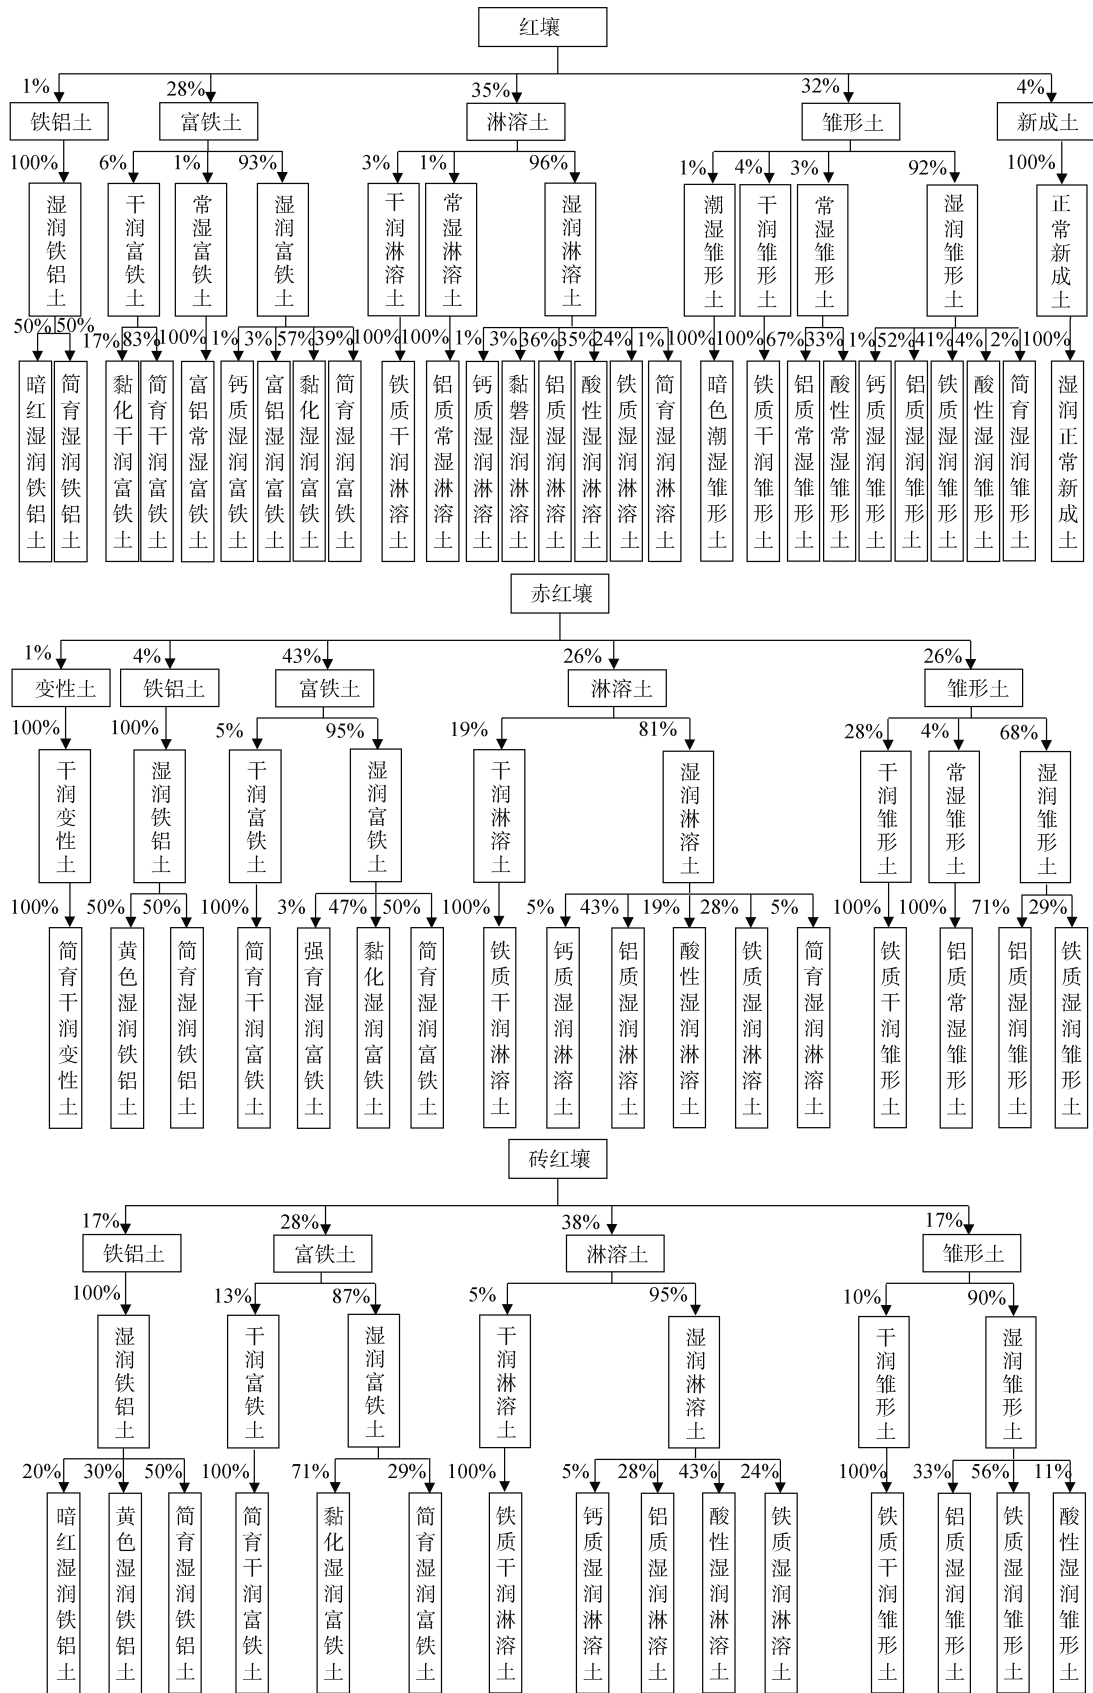 红壤
1% 28% 35% 32% 4%
铁铝土 富铁土 淋溶土 雏形土 新成土
100% 6% 1% 93% 3% 1% 96% 1% 4% 3% 92% 100%
湿润铁铝土 干润富铁土 常湿富铁土 湿润富铁土 干润淋溶土 常湿淋溶土 湿润淋溶土 潮湿雏形土 干润雏形土 常湿雏形土 湿润雏形土 正常新成土
50% 50% 17% 83% 100% 1% 3% 57% 39% 100% 100% 1% 3% 36% 35% 24% 1% 100% 100% 67% 33% 1% 52% 41% 4% 2% 100%
暗红湿润铁铝土 简育湿润铁铝土 黏化干润富铁土 简育干润富铁土 富铝常湿富铁土 钙质湿润富铁土 富铝湿润富铁土 黏化湿润富铁土 简育湿润富铁土 铁质干润淋溶土 铝质常湿淋溶土 钙质湿润淋溶土 黏磐湿润淋溶土 铝质湿润淋溶土 酸性湿润淋溶土 铁质湿润淋溶土 简育湿润淋溶土 暗色潮湿雏形土 铁质干润雏形土 铝质常湿雏形土 酸性常湿雏形土 钙质湿润雏形土 铝质湿润雏形土 铁质湿润雏形土 酸性湿润雏形土 简育湿润雏形土 湿润正常新成土
赤红壤
1% 4% 43% 26% 26%
变性土 铁铝土 富铁土 淋溶土 雏形土
100% 100% 5% 95% 19% 81% 28% 4% 68%
干润变性土 湿润铁铝土 干润富铁土 湿润富铁土 干润淋溶土 湿润淋溶土 干润雏形土 常湿雏形土 湿润雏形土
100% 50% 50% 100% 3% 47% 50% 100% 5% 43% 19% 28% 5% 100% 100% 71% 29%
简育干润变性土 黄色湿润铁铝土 简育湿润铁铝土 简育干润富铁土 强育湿润富铁土 黏化湿润富铁土 简育湿润富铁土 铁质干润淋溶土 钙质湿润淋溶土 铝质湿润淋溶土 酸性湿润淋溶土 铁质湿润淋溶土 简育湿润淋溶土 铁质干润雏形土 铝质常湿雏形土 铝质湿润雏形土 铁质湿润雏形土
砖红壤
17% 28% 38% 17%
铁铝土 富铁土 淋溶土 雏形土
100% 13% 87% 5% 95% 10% 90%
湿润铁铝土 干润富铁土 湿润富铁土 干润淋溶土 湿润淋溶土 干润雏形土 湿润雏形土
20% 30% 50% 100% 71% 29% 100% 5% 28% 43% 24% 100% 33% 56% 11%
暗红湿润铁铝土 黄色湿润铁铝土 简育湿润铁铝土 简育干润富铁土 黏化湿润富铁土 简育湿润富铁土 铁质干润淋溶土 钙质湿润淋溶土 铝质湿润淋溶土 酸性湿润淋溶土 铁质湿润淋溶土 铁质干润雏形土 铝质湿润雏形土 铁质湿润雏形土 酸性湿润雏形土